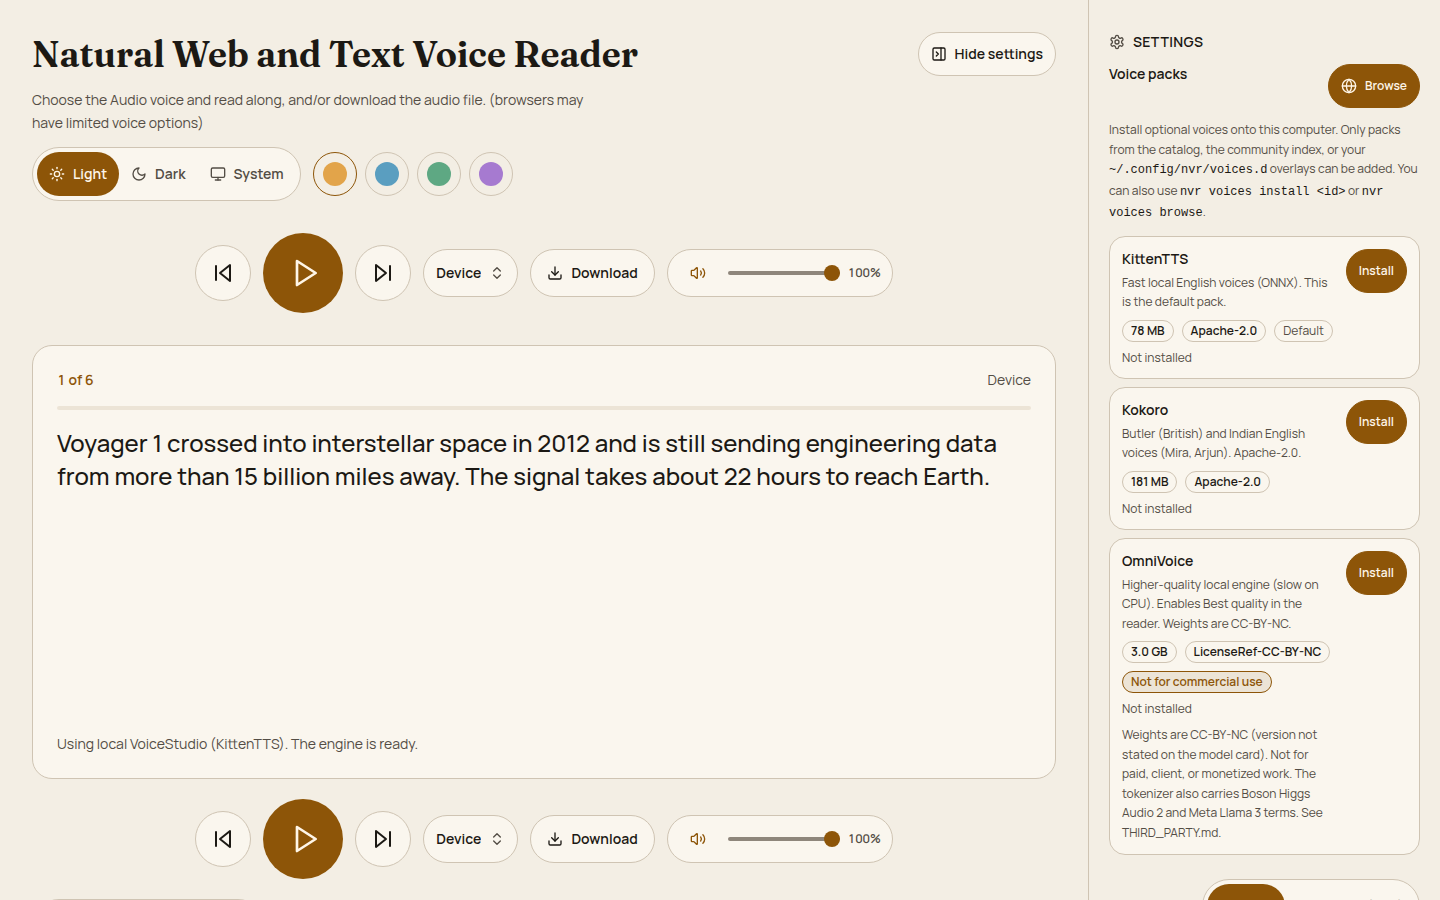 Natural Web and Text Voice Reader
Hide settings
Choose the Audio voice and read along, and/or download the audio file. (browsers may
have limited voice options)
Light
Dark
System
Device
Download
100%
1 of 6
Device
Voyager 1 crossed into interstellar space in 2012 and is still sending engineering data
from more than 15 billion miles away. The signal takes about 22 hours to reach Earth.
Using local VoiceStudio (KittenTTS). The engine is ready.
Device
Download
100%
SETTINGS
Voice packs
Browse
Install optional voices onto this computer. Only packs
from the catalog, the community index, or your
~/.config/nvr/voices.d overlays can be added. You
can also use nvr voices install <id> or nvr
voices browse.
KittenTTS
Install
Fast local English voices (ONNX). This
is the default pack.
78 MB
Apache-2.0
Default
Not installed
Kokoro
Install
Butler (British) and Indian English
voices (Mira, Arjun). Apache-2.0.
181 MB
Apache-2.0
Not installed
OmniVoice
Install
Higher-quality local engine (slow on
CPU). Enables Best quality in the
reader. Weights are CC-BY-NC.
3.0 GB
LicenseRef-CC-BY-NC
Not for commercial use
Not installed
Weights are CC-BY-NC (version not
stated on the model card). Not for
paid, client, or monetized work. The
tokenizer also carries Boson Higgs
Audio 2 and Meta Llama 3 terms. See
THIRD_PARTY.md.